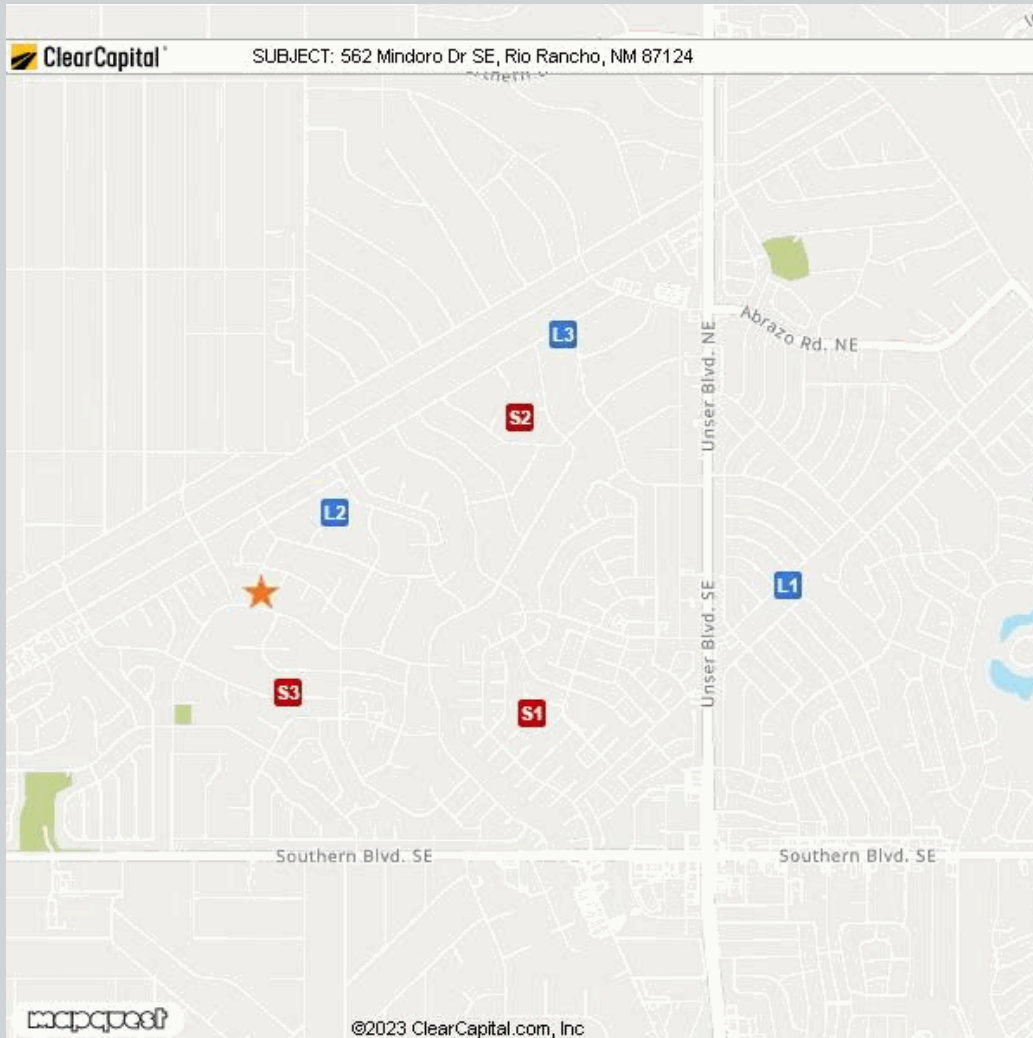 ClearCapital SUBJECT: 562 Mindoro Dr SE, Rio Rancho, NM 87124
L3
Abrazo Rd. NE
Unser Blvd. NE
S2
L2
L1
Unser Blvd. SE
S3
S1
Southern Blvd. SE
Southern Blvd. SE
mapquest
©2023 ClearCapital.com, Inc